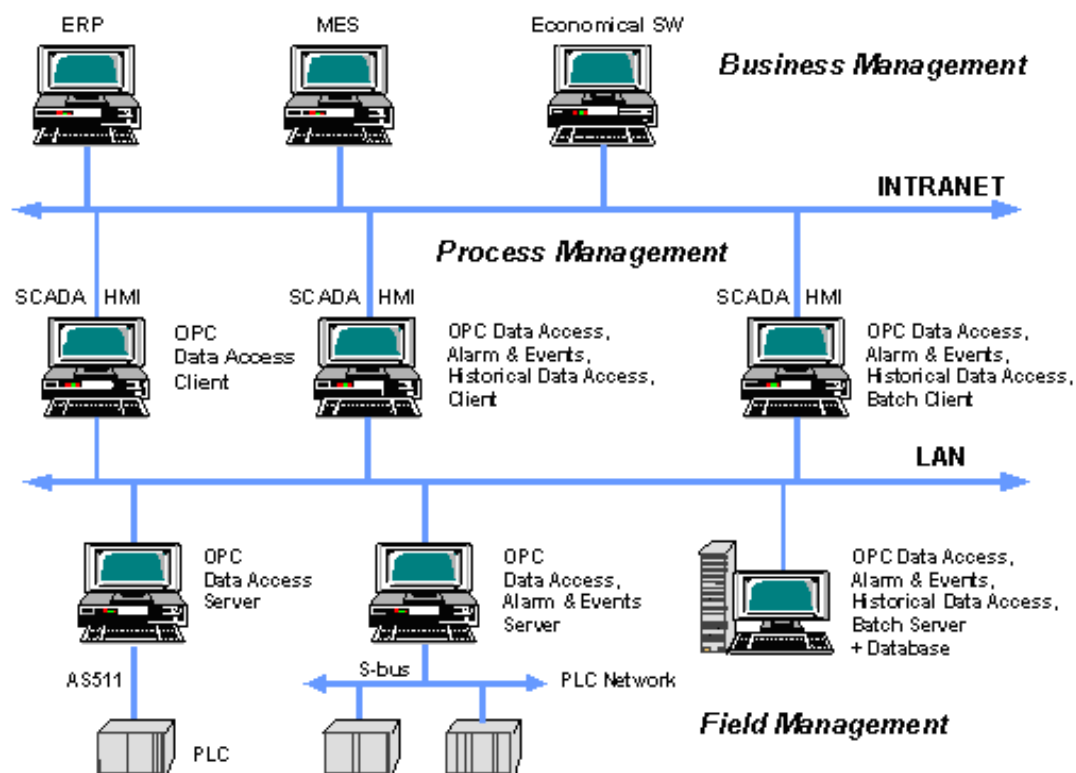 ERP
MES
Economical SW
Business Management
INTRANET
Process Management
SCADA
HMI
OPC
Data Access
Client
SCADA
HMI
OPC Data Access,
Alarm & Events,
Historical Data Access,
Client
SCADA
HMI
OPC Data Access,
Alarm & Events,
Historical Data Access,
Batch Client
LAN
OPC
Data Access
Server
OPC
Data Access,
Alarm & Events
Server
OPC Data Access,
Alarm & Events,
Historical Data Access,
Batch Server
+ Database
AS511
S-bus
PLC Network
Field Management
PLC